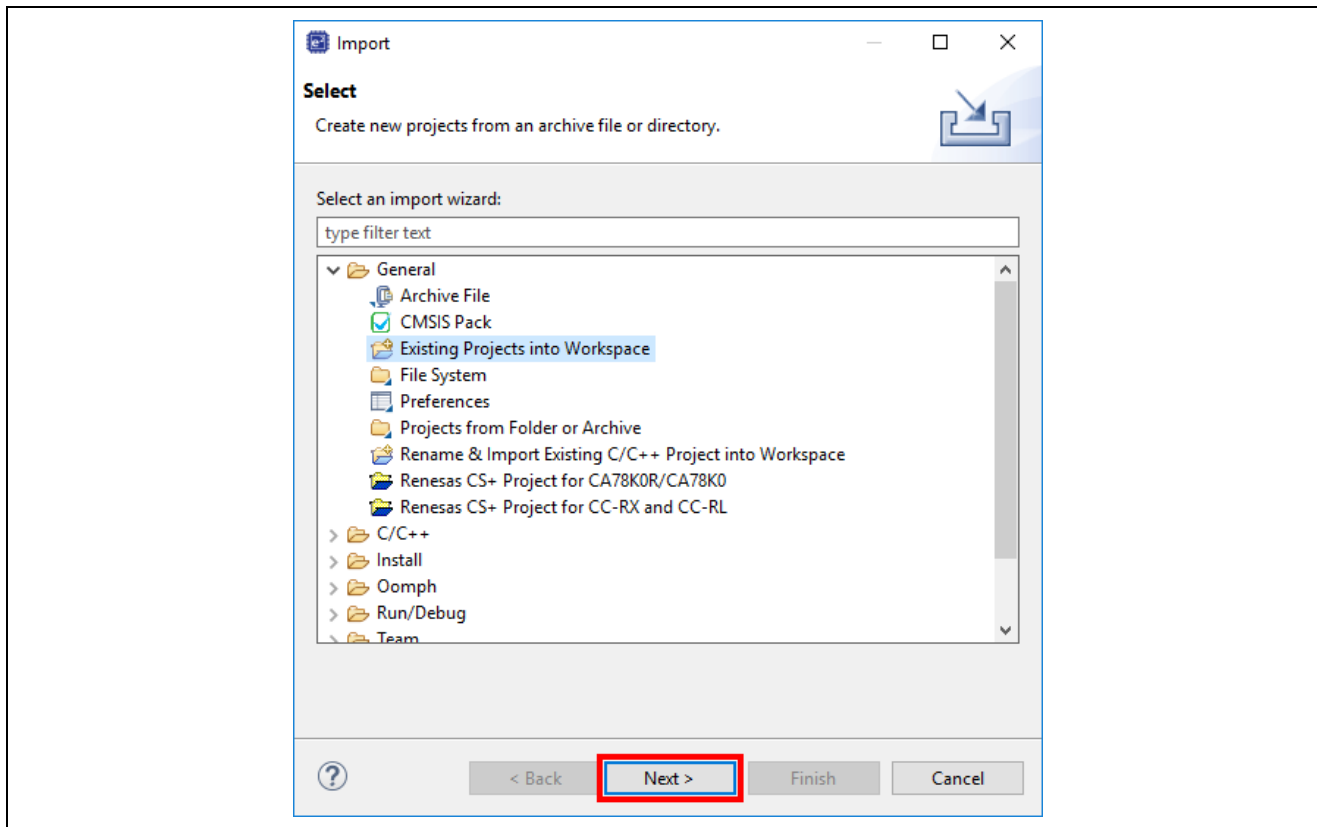 Import
Select
Create new projects from an archive file or directory.
Select an import wizard:
type filter text
General
Archive File
CMSIS Pack
Existing Projects into Workspace
File System
Preferences
Projects from Folder or Archive
Rename & Import Existing C/C++ Project into Workspace
Renesas CS+ Project for CA78K0R/CA78K0
Renesas CS+ Project for CC-RX and CC-RL
C/C++
Install
Oomph
Run/Debug
Team
< Back Next > Finish Cancel